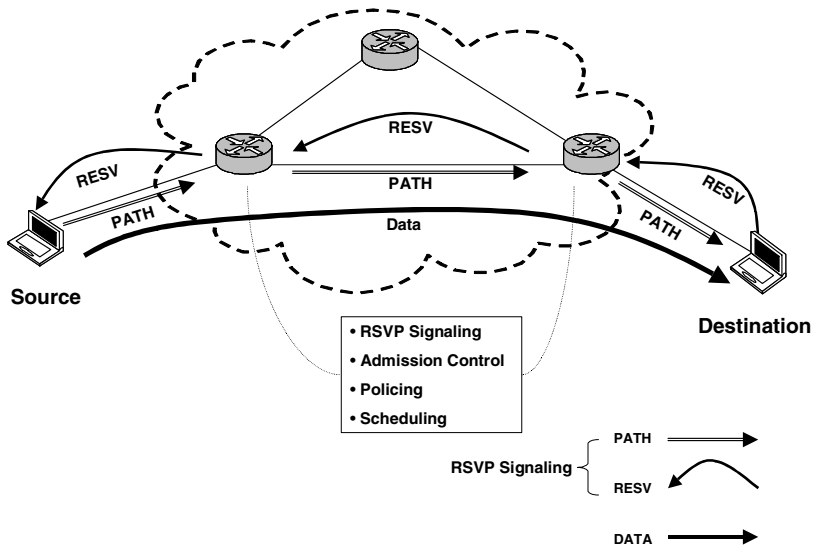 RESV
RESV
RESV
PATH
PATH
PATH
Data
Source
Destination
• RSVP Signaling
• Admission Control
• Policing
• Scheduling
RSVP Signaling
PATH
RESV
DATA